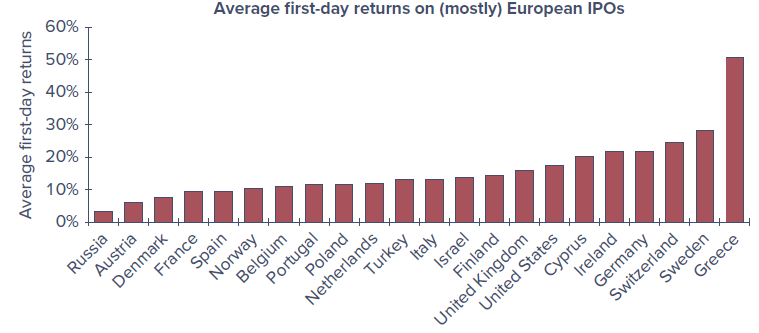 Average first-day returns on (mostly) European IPOs
Average first-day returns
60%
50%
40%
30%
20%
10%
0%
Russia
Austria
Denmark
France
Spain
Norway
Belgium
Portugal
Poland
Netherlands
Turkey
Italy
Israel
Finland
United Kingdom
United States
Cyprus
Ireland
Germany
Switzerland
Sweden
Greece